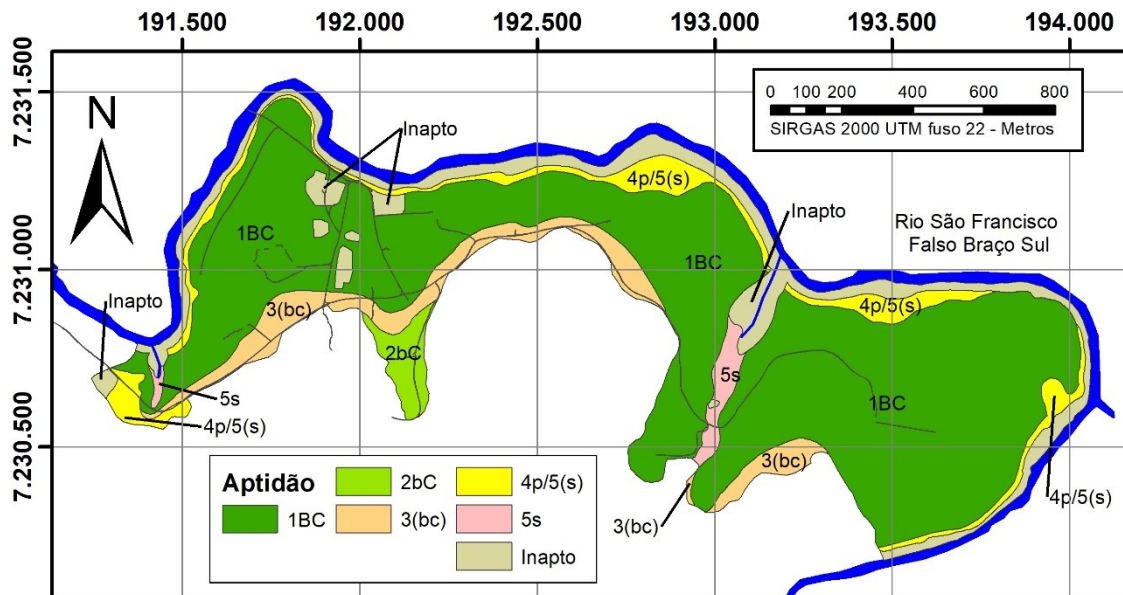 191.500 192.000 192.500 193.000 193.500 194.000
7.231.500
7.231.000
7.230.500
N
0 100 200 400 600 800
SIRGAS 2000 UTM fuso 22 - Metros
Inapto
4p/5(s)
Inapto
Rio São Francisco
Falso Braço Sul
1BC
1BC
Inapto
3(bc)
4p/5(s)
2bC
5s
5s
1BC
4p/5(s)
3(bc)
3(bc)
4p/5(s)
Aptidão
2bC
4p/5(s)
1BC
3(bc)
5s
Inapto